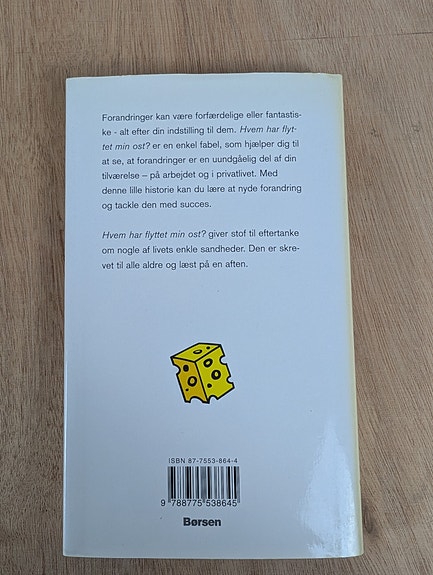 Forandringer kan være forfærdelige eller fantastis-
ke - alt efter din indstilling til dem. Hvem har flyt-
tet min ost? er en enkel fabel, som hjælper dig til
at se, at forandringer er en uundgåelig del af din
tilværelse – på arbejdet og i privatlivet. Med
denne lille historie kan du lære at nyde forandring
og tackle den med succes.
Hvem har flyttet min ost? giver stof til eftertanke
om nogle af livets enkle sandheder. Den er skre-
vet til alle aldre og læst på en aften.
ISBN 87-7553-864-4
9 788775 538645
Børsen